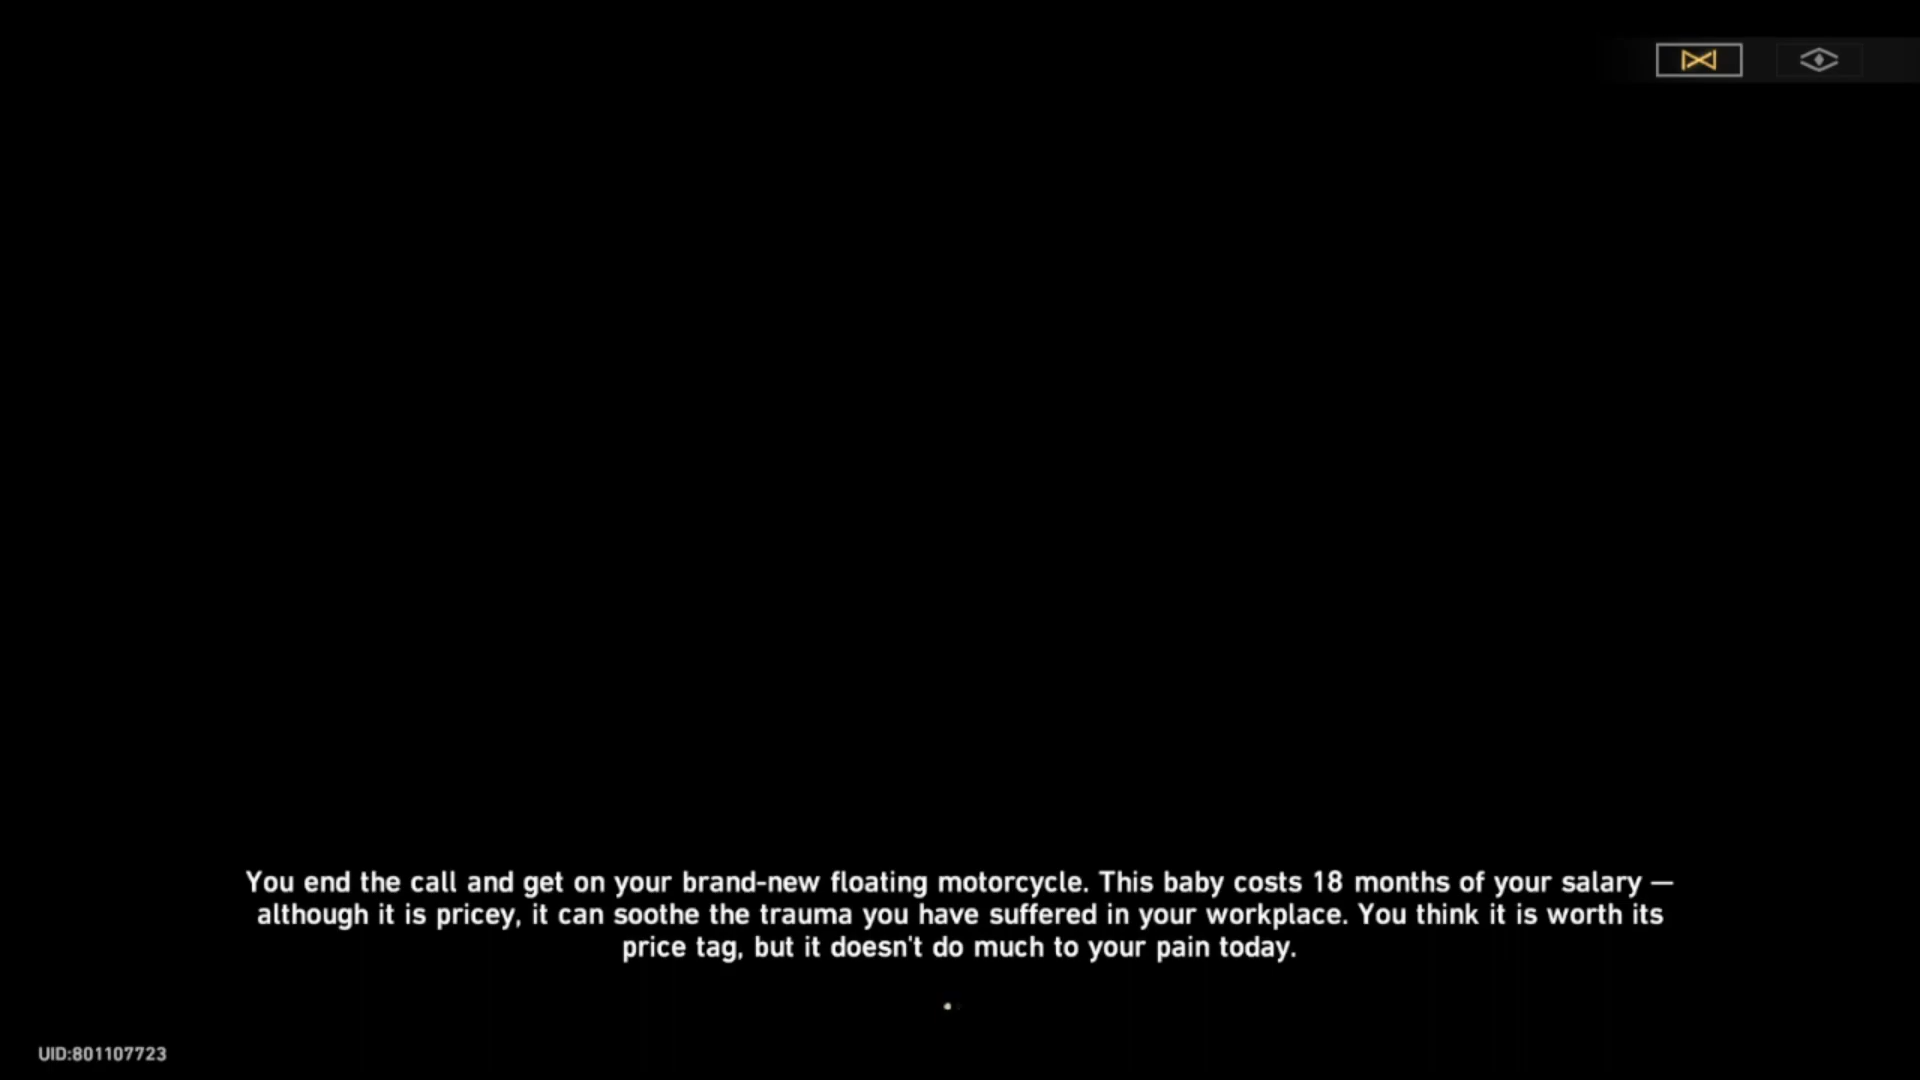 You end the call and get on your brand-new floating motorcycle. This baby costs 18 months of your salary —
although it is pricey, it can soothe the trauma you have suffered in your workplace. You think it is worth its
price tag, but it doesn't do much to your pain today.
UID:801107723